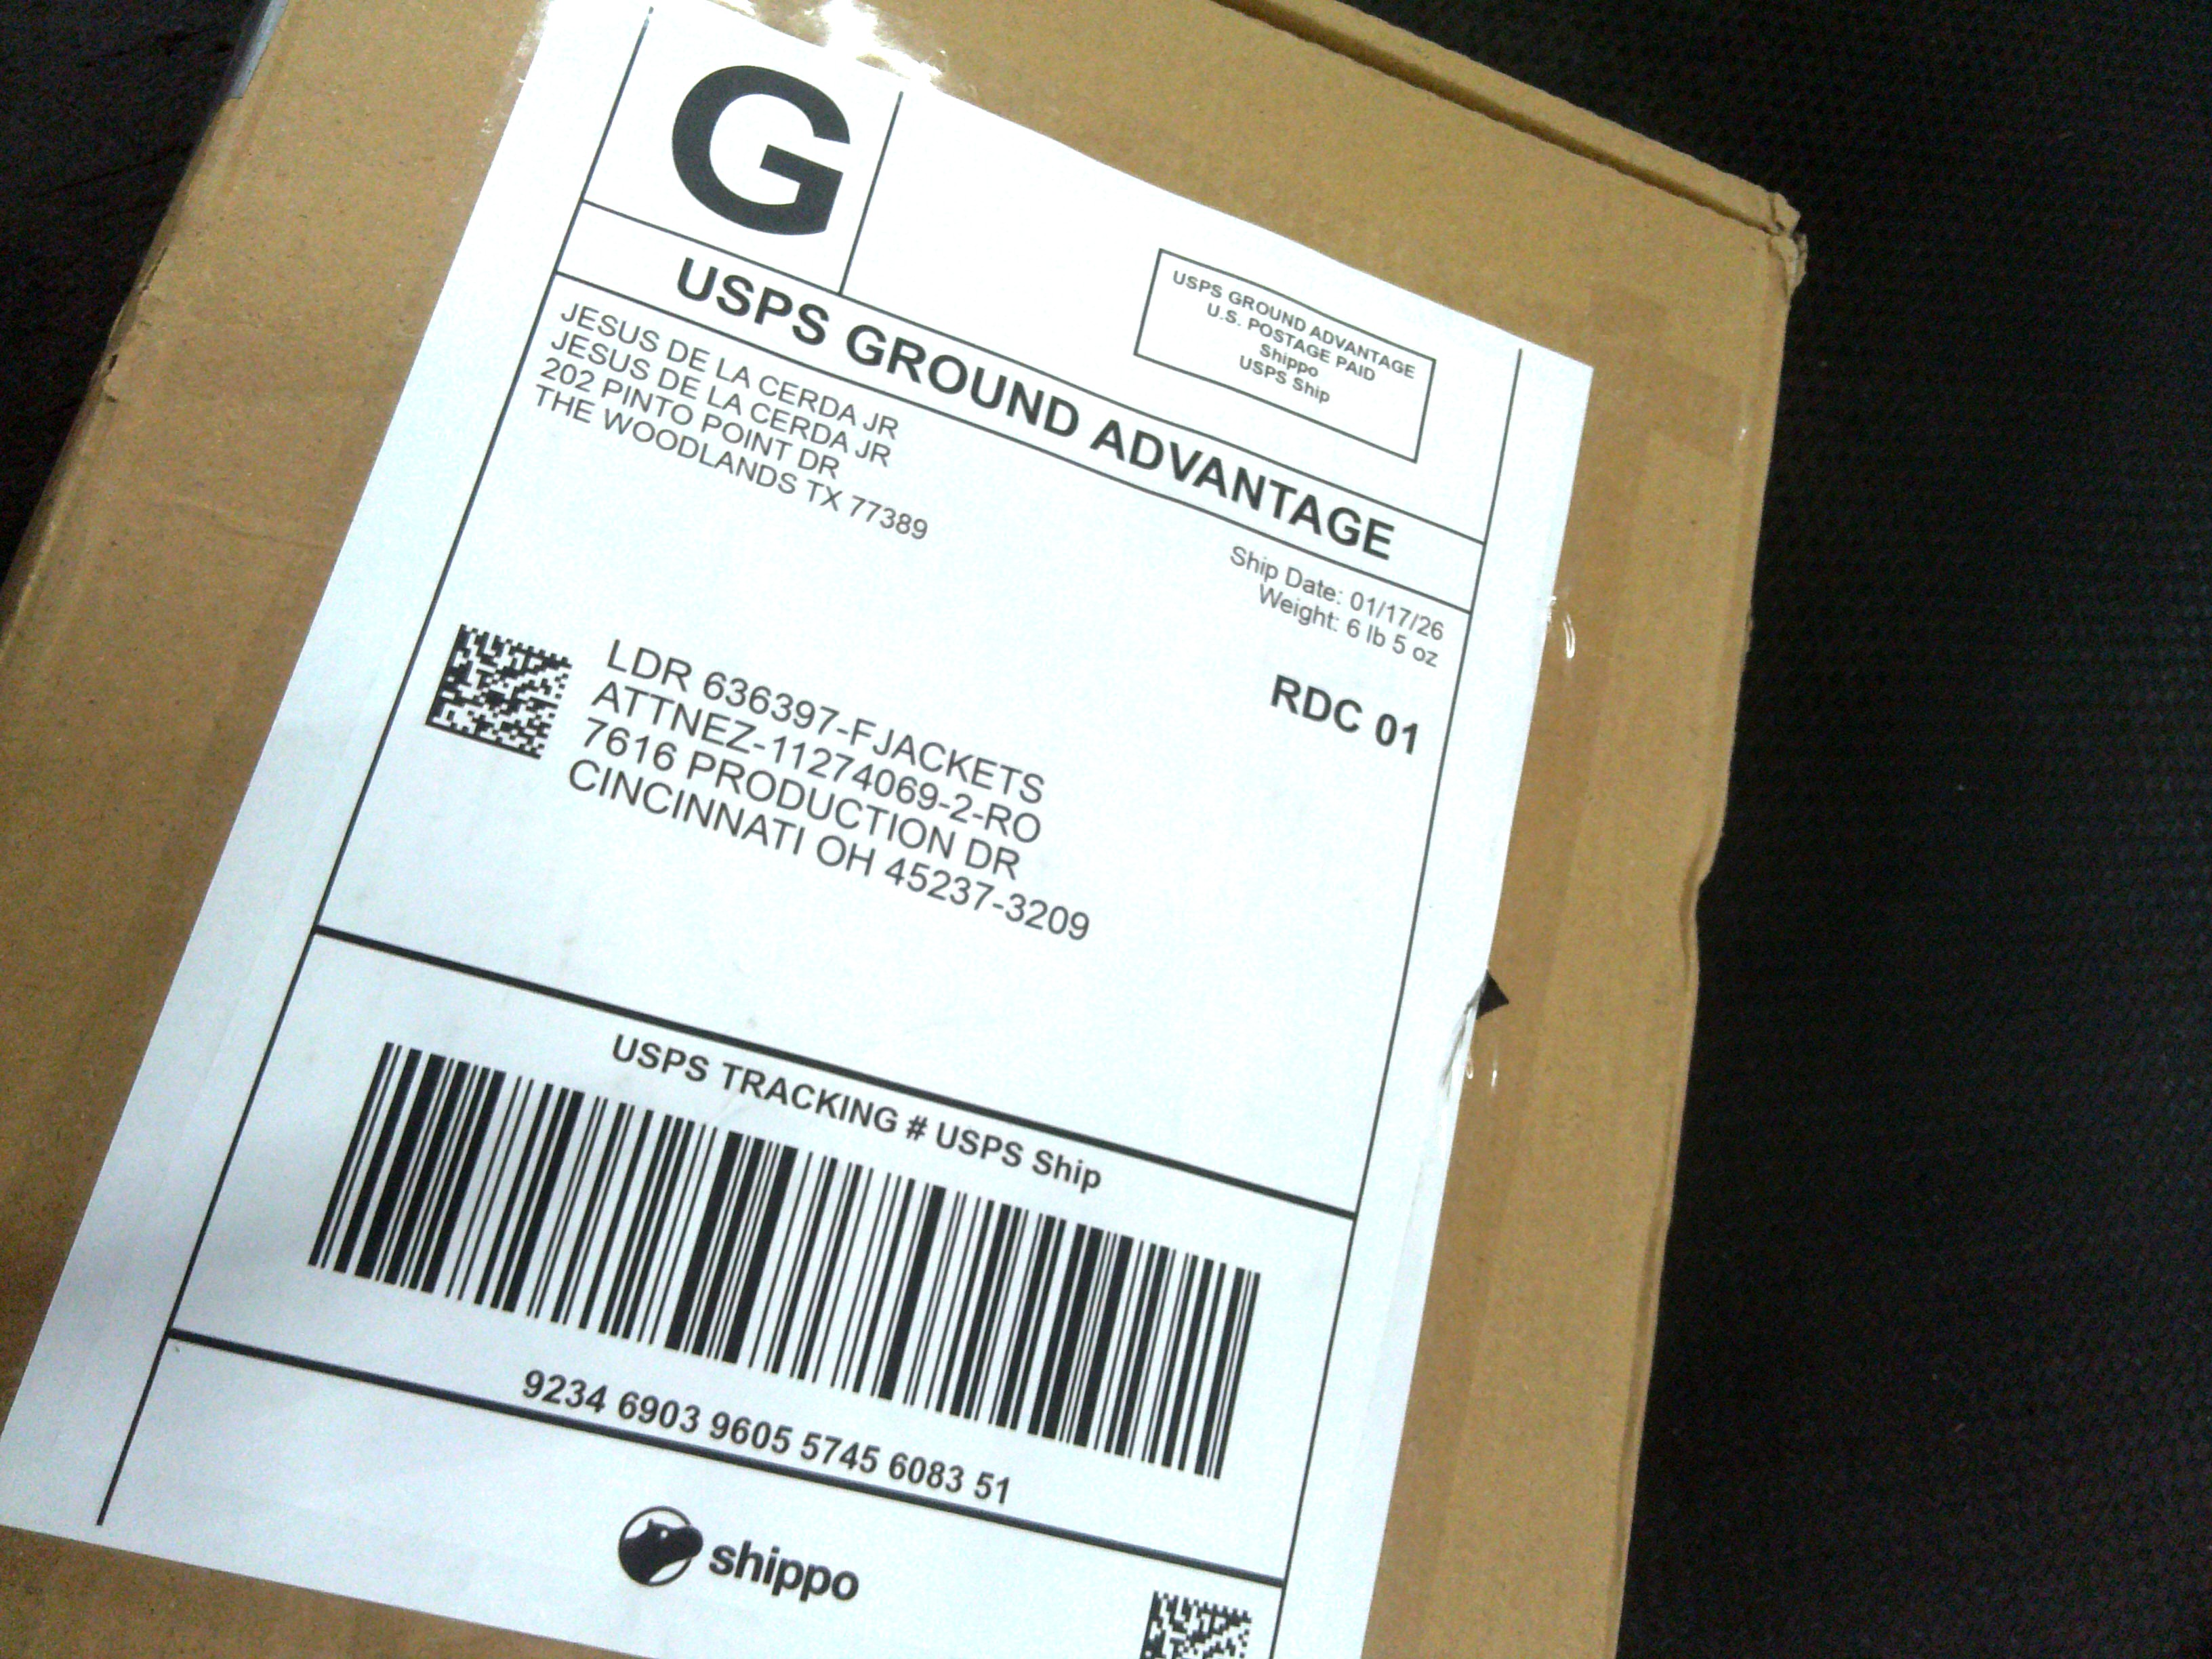 G
USPS GROUND ADVANTAGE
U.S. POSTAGE PAID
Shippo
USPS Ship
USPS GROUND ADVANTAGE
JESUS DE LA CERDA JR
JESUS DE LA CERDA JR
202 PINTO POINT DR
THE WOODLANDS TX 77389
Ship Date: 01/17/26
Weight: 6 lb 5 oz
RDC 01
LDR 636397-FJACKETS
ATTNEZ-11274069-2-RO
7616 PRODUCTION DR
CINCINNATI OH 45237-3209
USPS TRACKING # USPS Ship
9234 6903 9605 5745 6083 51
shippo